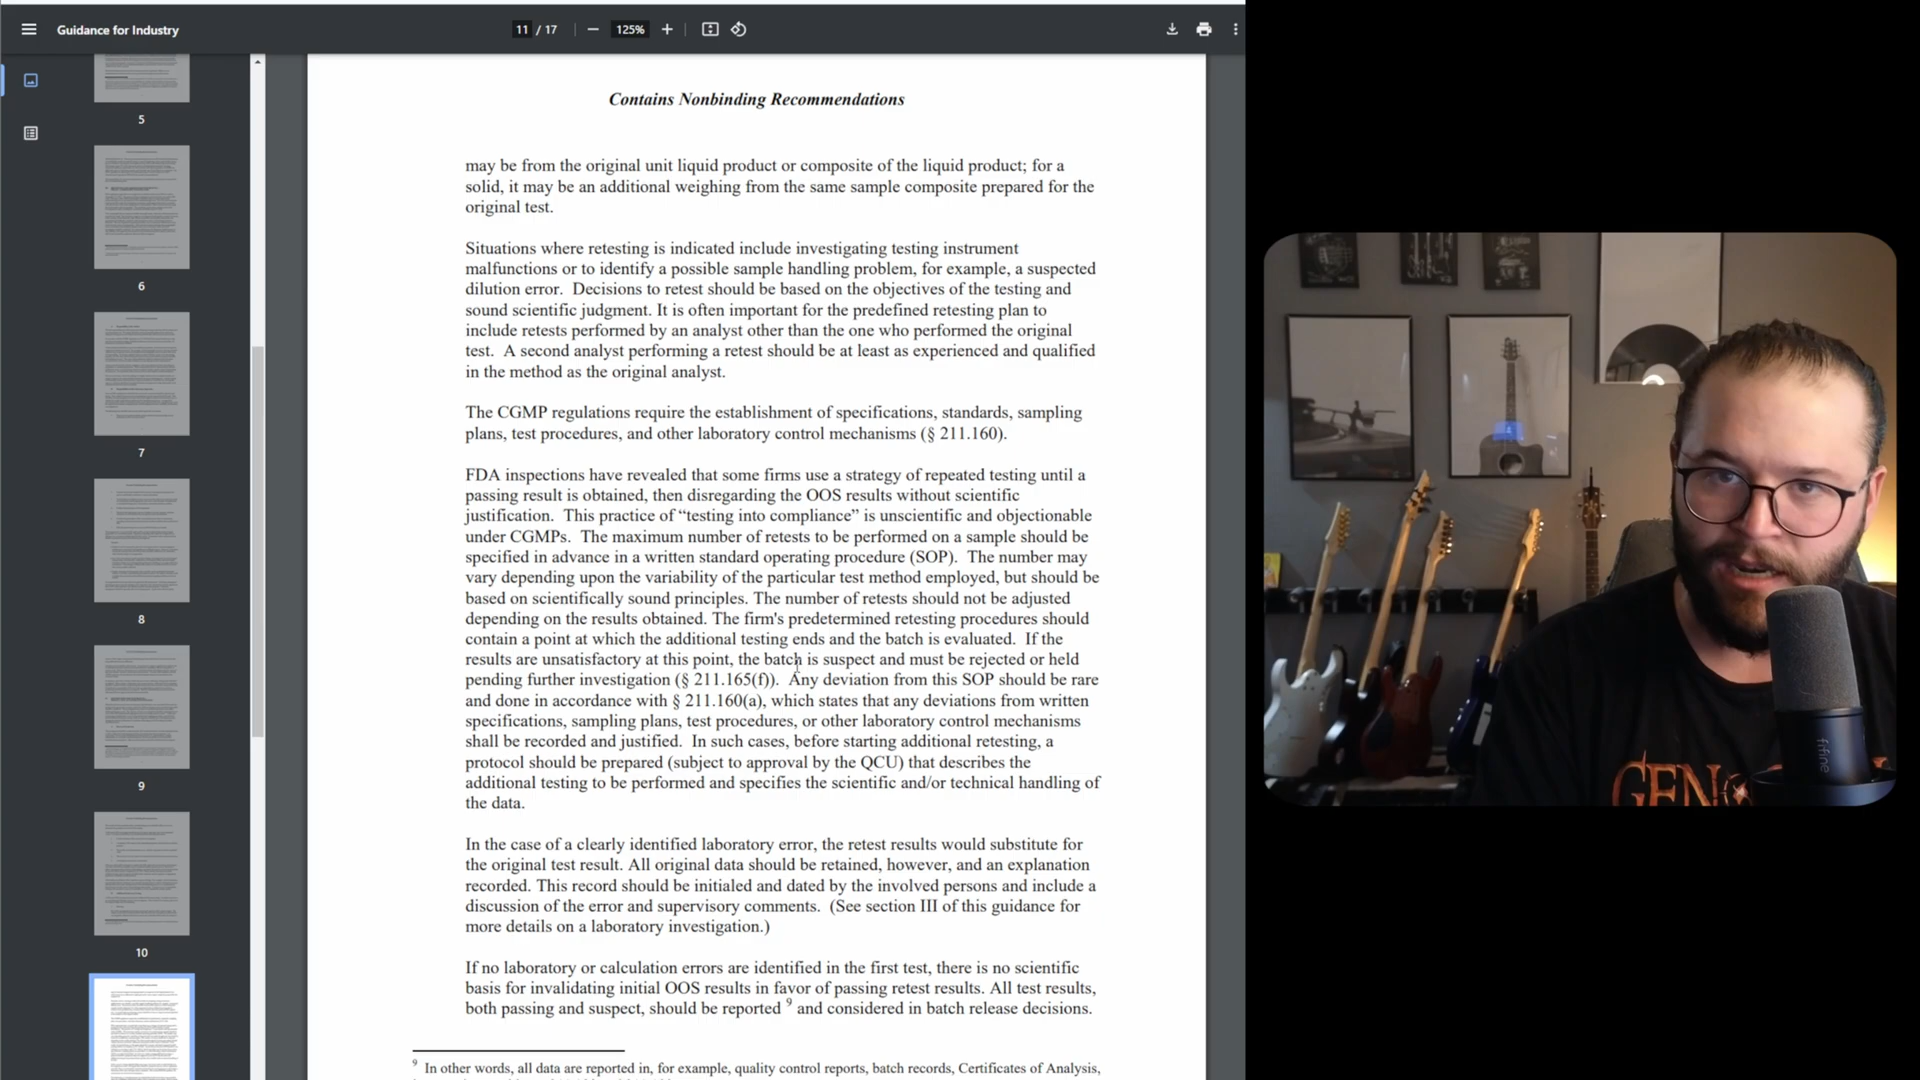 Guidance for Industry
11 / 17
125%
5
6
7
8
9
10
Contains Nonbinding Recommendations
may be from the original unit liquid product or composite of the liquid product; for a
solid, it may be an additional weighing from the same sample composite prepared for the
original test.
Situations where retesting is indicated include investigating testing instrument
malfunctions or to identify a possible sample handling problem, for example, a suspected
dilution error.  Decisions to retest should be based on the objectives of the testing and
sound scientific judgment. It is often important for the predefined retesting plan to
include retests performed by an analyst other than the one who performed the original
test.  A second analyst performing a retest should be at least as experienced and qualified
in the method as the original analyst.
The CGMP regulations require the establishment of specifications, standards, sampling
plans, test procedures, and other laboratory control mechanisms (§ 211.160).
FDA inspections have revealed that some firms use a strategy of repeated testing until a
passing result is obtained, then disregarding the OOS results without scientific
justification.  This practice of “testing into compliance” is unscientific and objectionable
under CGMPs.  The maximum number of retests to be performed on a sample should be
specified in advance in a written standard operating procedure (SOP).  The number may
vary depending upon the variability of the particular test method employed, but should be
based on scientifically sound principles. The number of retests should not be adjusted
depending on the results obtained. The firm's predetermined retesting procedures should
contain a point at which the additional testing ends and the batch is evaluated.  If the
results are unsatisfactory at this point, the batch is suspect and must be rejected or held
pending further investigation (§ 211.165(f)).  Any deviation from this SOP should be rare
and done in accordance with § 211.160(a), which states that any deviations from written
specifications, sampling plans, test procedures, or other laboratory control mechanisms
shall be recorded and justified.  In such cases, before starting additional retesting, a
protocol should be prepared (subject to approval by the QCU) that describes the
additional testing to be performed and specifies the scientific and/or technical handling of
the data.
In the case of a clearly identified laboratory error, the retest results would substitute for
the original test result. All original data should be retained, however, and an explanation
recorded. This record should be initialed and dated by the involved persons and include a
discussion of the error and supervisory comments.  (See section III of this guidance for
more details on a laboratory investigation.)
If no laboratory or calculation errors are identified in the first test, there is no scientific
basis for invalidating initial OOS results in favor of passing retest results. All test results,
both passing and suspect, should be reported 9 and considered in batch release decisions.
9 In other words, all data are reported in, for example, quality control reports, batch records, Certificates of Analysis,
fifine